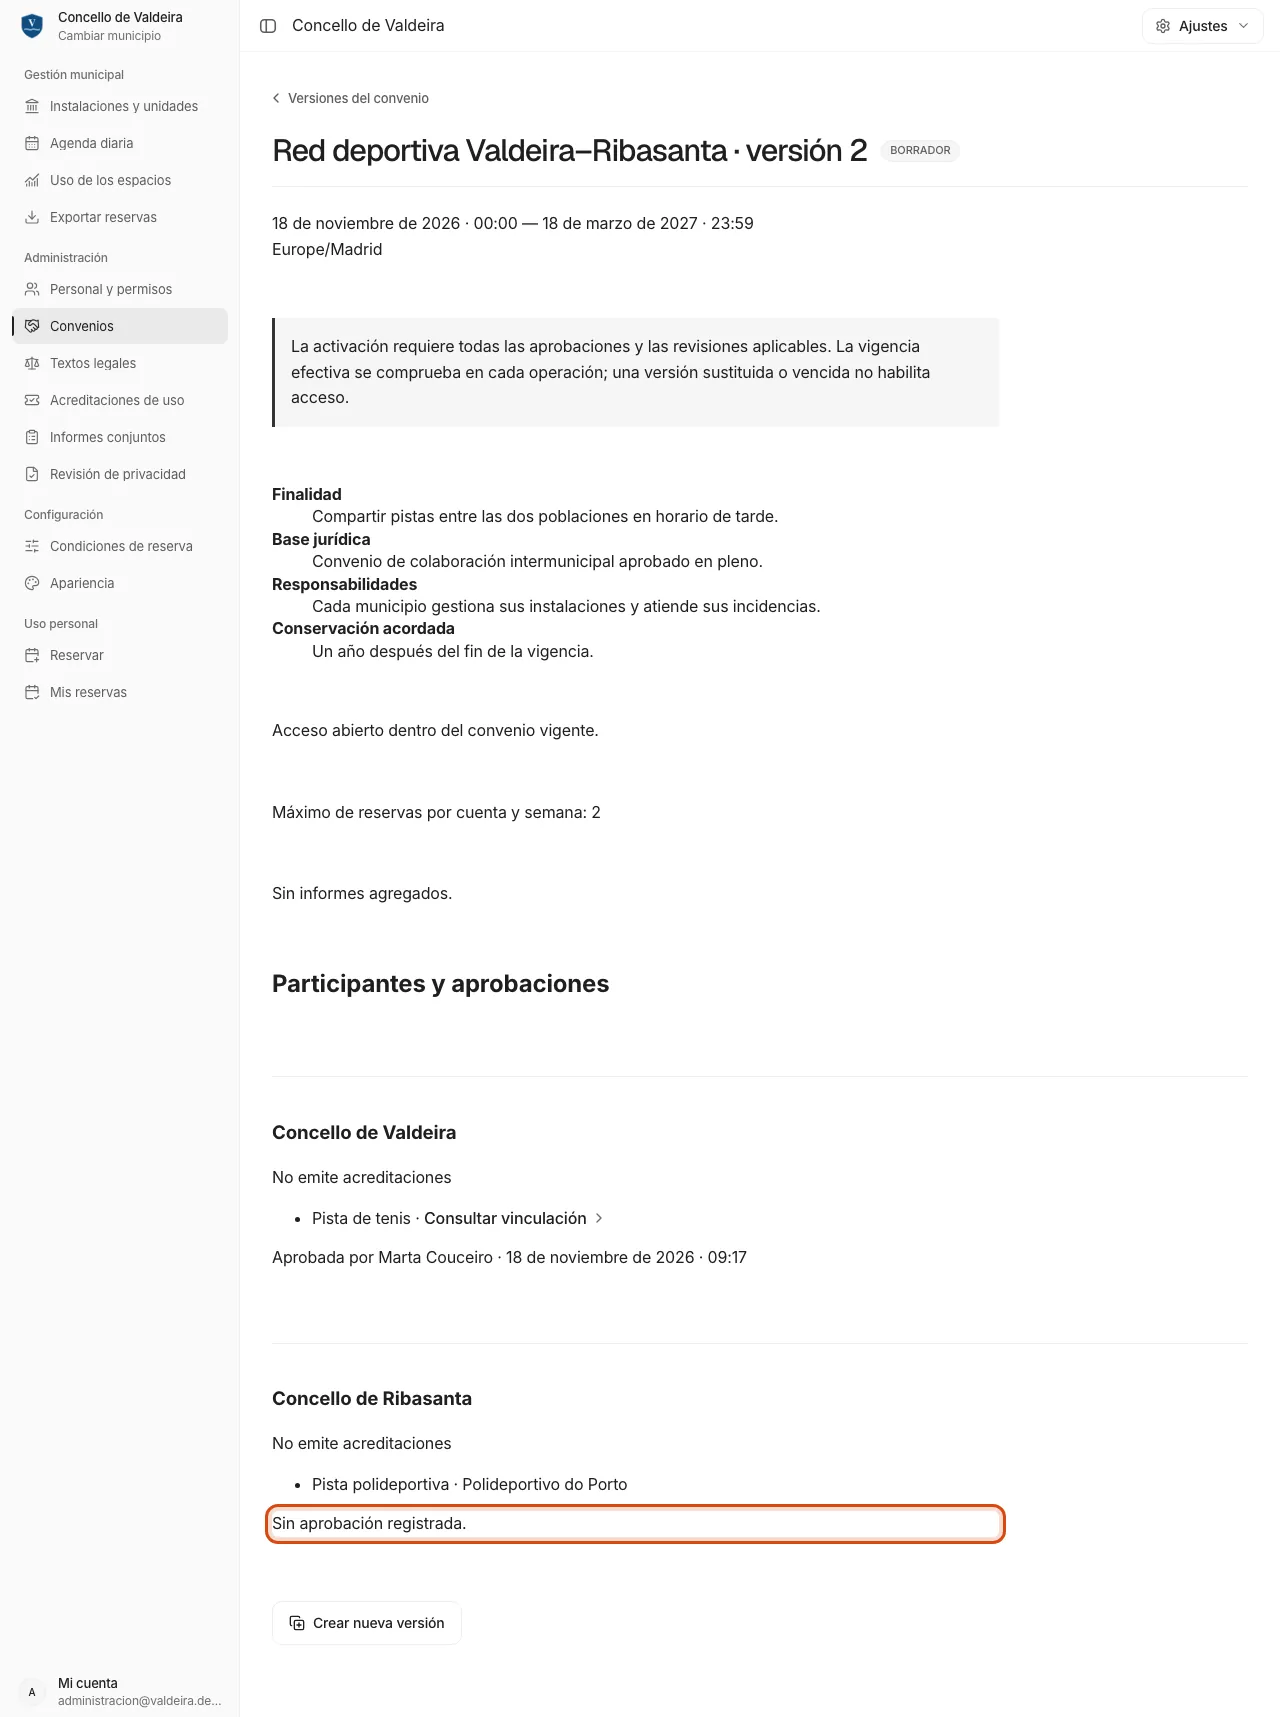 Concello de Valdeira
Cambiar municipio
Gestión municipal
Instalaciones y unidades
Agenda diaria
Uso de los espacios
Exportar reservas
Administración
Personal y permisos
Convenios
Textos legales
Acreditaciones de uso
Informes conjuntos
Revisión de privacidad
Configuración
Condiciones de reserva
Apariencia
Uso personal
Reservar
Mis reservas
A
Mi cuenta
administracion@valdeira.de...
Concello de Valdeira
Ajustes
Versiones del convenio
Red deportiva Valdeira–Ribasanta · versión 2 BORRADOR
18 de noviembre de 2026 · 00:00 — 18 de marzo de 2027 · 23:59
Europe/Madrid
La activación requiere todas las aprobaciones y las revisiones aplicables. La vigencia
efectiva se comprueba en cada operación; una versión sustituida o vencida no habilita
acceso.
Finalidad
Compartir pistas entre las dos poblaciones en horario de tarde.
Base jurídica
Convenio de colaboración intermunicipal aprobado en pleno.
Responsabilidades
Cada municipio gestiona sus instalaciones y atiende sus incidencias.
Conservación acordada
Un año después del fin de la vigencia.
Acceso abierto dentro del convenio vigente.
Máximo de reservas por cuenta y semana: 2
Sin informes agregados.
Participantes y aprobaciones
Concello de Valdeira
No emite acreditaciones
• Pista de tenis · Consultar vinculación
Aprobada por Marta Couceiro · 18 de noviembre de 2026 · 09:17
Concello de Ribasanta
No emite acreditaciones
• Pista polideportiva · Polideportivo do Porto
Sin aprobación registrada.
Crear nueva versión